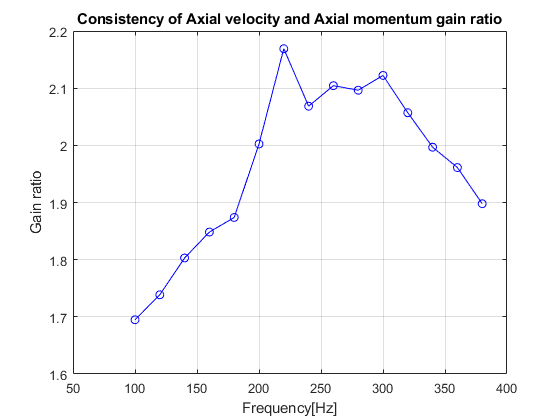 Consistency of Axial velocity and Axial momentum gain ratio
2.2
2.1
2
1.9
1.8
1.7
1.6
Gain ratio
50 100 150 200 250 300 350 400
Frequency[Hz]